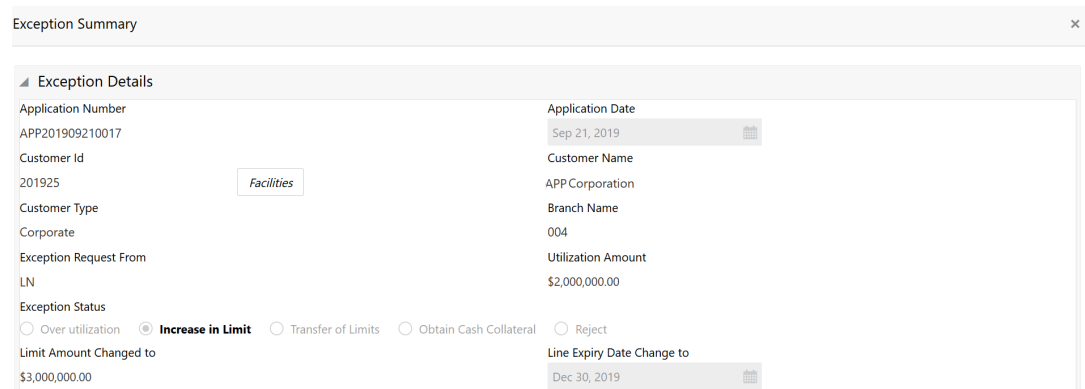 Exception Summary
Exception Details
Application Number Application Date
APP201909210017 Sep 21, 2019
Customer Id Customer Name
201925 Facilities APP Corporation
Customer Type Branch Name
Corporate 004
Exception Request From Utilization Amount
LN $2,000,000.00
Exception Status
Over utilization Increase in Limit Transfer of Limits Obtain Cash Collateral Reject
Limit Amount Changed to Line Expiry Date Change to
$3,000,000.00 Dec 30, 2019